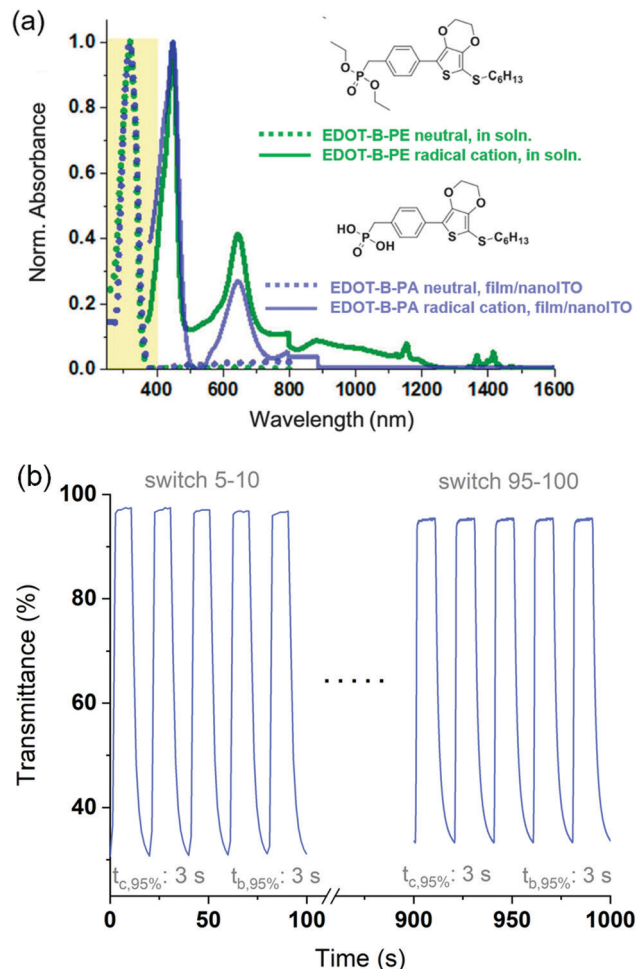 (a)
1.0
0.8
0.6
0.4
0.2
0.0
Norm. Absorbance
O
O
P
O
O
O
O
S
S
C6H13
EDOT-B-PE neutral, in soln.
EDOT-B-PE radical cation, in soln.
HO
P
O
OH
O
O
S
S
C6H13
EDOT-B-PA neutral, film/nanoITO
EDOT-B-PA radical cation, film/nanoITO
400 600 800 1000 1200 1400 1600
Wavelength (nm)
(b)
switch 5-10 switch 95-100
100
80
60
40
Transmittance (%)
.....
tc,95%: 3 s tb,95%: 3 s tc,95%: 3 s tb,95%: 3 s
0 50 100 900 950 1000
Time (s)